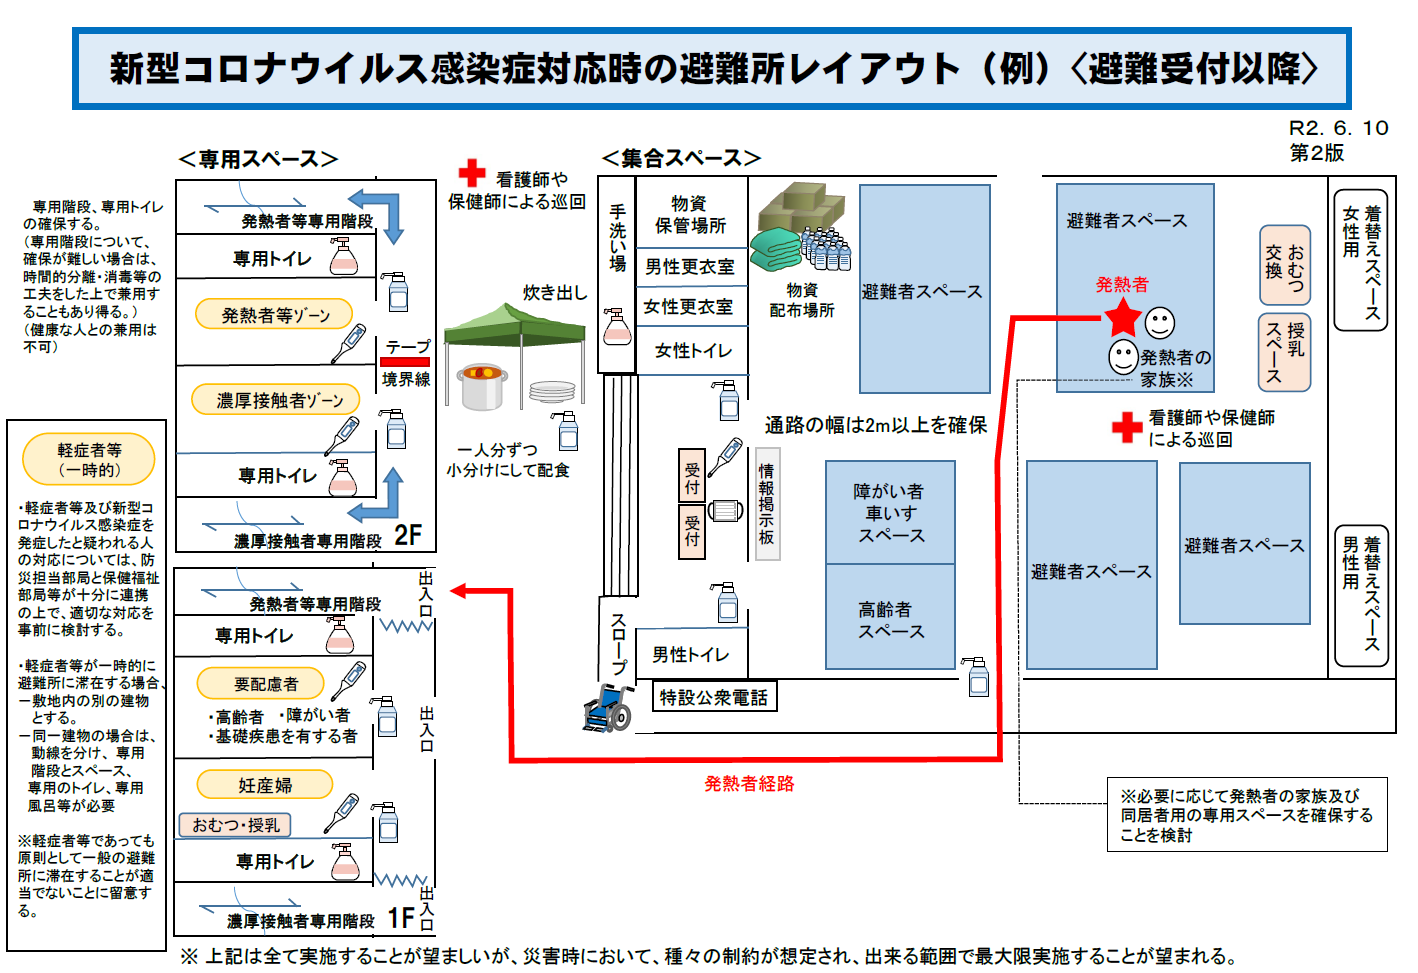 新型コロナウイルス感染症対応時の避難所レイアウト（例）〈避難受付以降〉
R2. 6. 10
第2版
＜専用スペース＞
専用階段、専用トイレ
の確保する。
（専用階段について、
確保が難しい場合は、
時間的分離・消毒等の
工夫をした上で兼用す
ることもあり得る。）
（健康な人との兼用は
不可）
発熱者等専用階段
専用トイレ
発熱者等ゾーン
テープ
境界線
濃厚接触者ゾーン
専用トイレ
濃厚接触者専用階段
2F
軽症者等
（一時的）
・軽症者等及び新型コ
ロナウイルス感染症を
発症したと疑われる人
の対応については、防
災担当部局と保健福祉
部局等が十分に連携
の上で、適切な対応を
事前に検討する。
・軽症者等が一時的に
避難所に滞在する場合、
－敷地内の別の建物
とする。
－同一建物の場合は、
動線を分け、専用
階段とスペース、
専用のトイレ、専用
風呂等が必要
※軽症者等であっても
原則として一般の避難
所に滞在することが適
当でないことに留意す
る。
発熱者等専用階段
出入口
専用トイレ
要配慮者
・高齢者　・障がい者
・基礎疾患を有する者
出入口
妊産婦
おむつ・授乳
専用トイレ
濃厚接触者専用階段
1F
出入口
看護師や
保健師による巡回
炊き出し
一人分ずつ
小分けにして配食
＜集合スペース＞
手洗い場
物資
保管場所
男性更衣室
女性更衣室
女性トイレ
物資
配布場所
避難者スペース
避難者スペース
発熱者
発熱者の
家族※
おむつ
交換
授乳
スペース
着替えスペース
女性用
通路の幅は2m以上を確保
看護師や保健師
による巡回
受付
受付
情報掲示板
障がい者
車いす
スペース
高齢者
スペース
避難者スペース
避難者スペース
着替えスペース
男性用
スロープ
男性トイレ
特設公衆電話
発熱者経路
※必要に応じて発熱者の家族及び
同居者用の専用スペースを確保する
ことを検討
※ 上記は全て実施することが望ましいが、災害時において、種々の制約が想定され、出来る範囲で最大限実施することが望まれる。